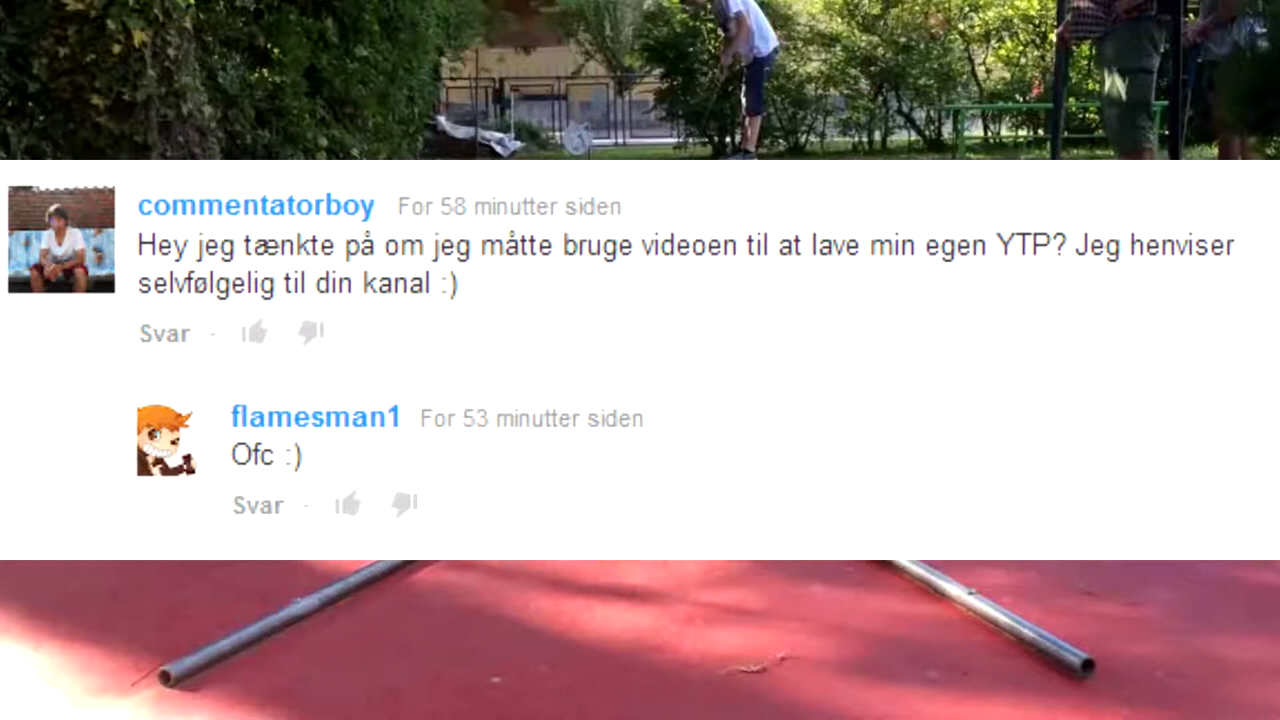 commentatorboy For 58 minutter siden
Hey jeg tænkte på om jeg måtte bruge videoen til at lave min egen YTP? Jeg henviser
selvfølgelig til din kanal :)
Svar ·
flamesman1 For 53 minutter siden
Ofc :)
Svar ·